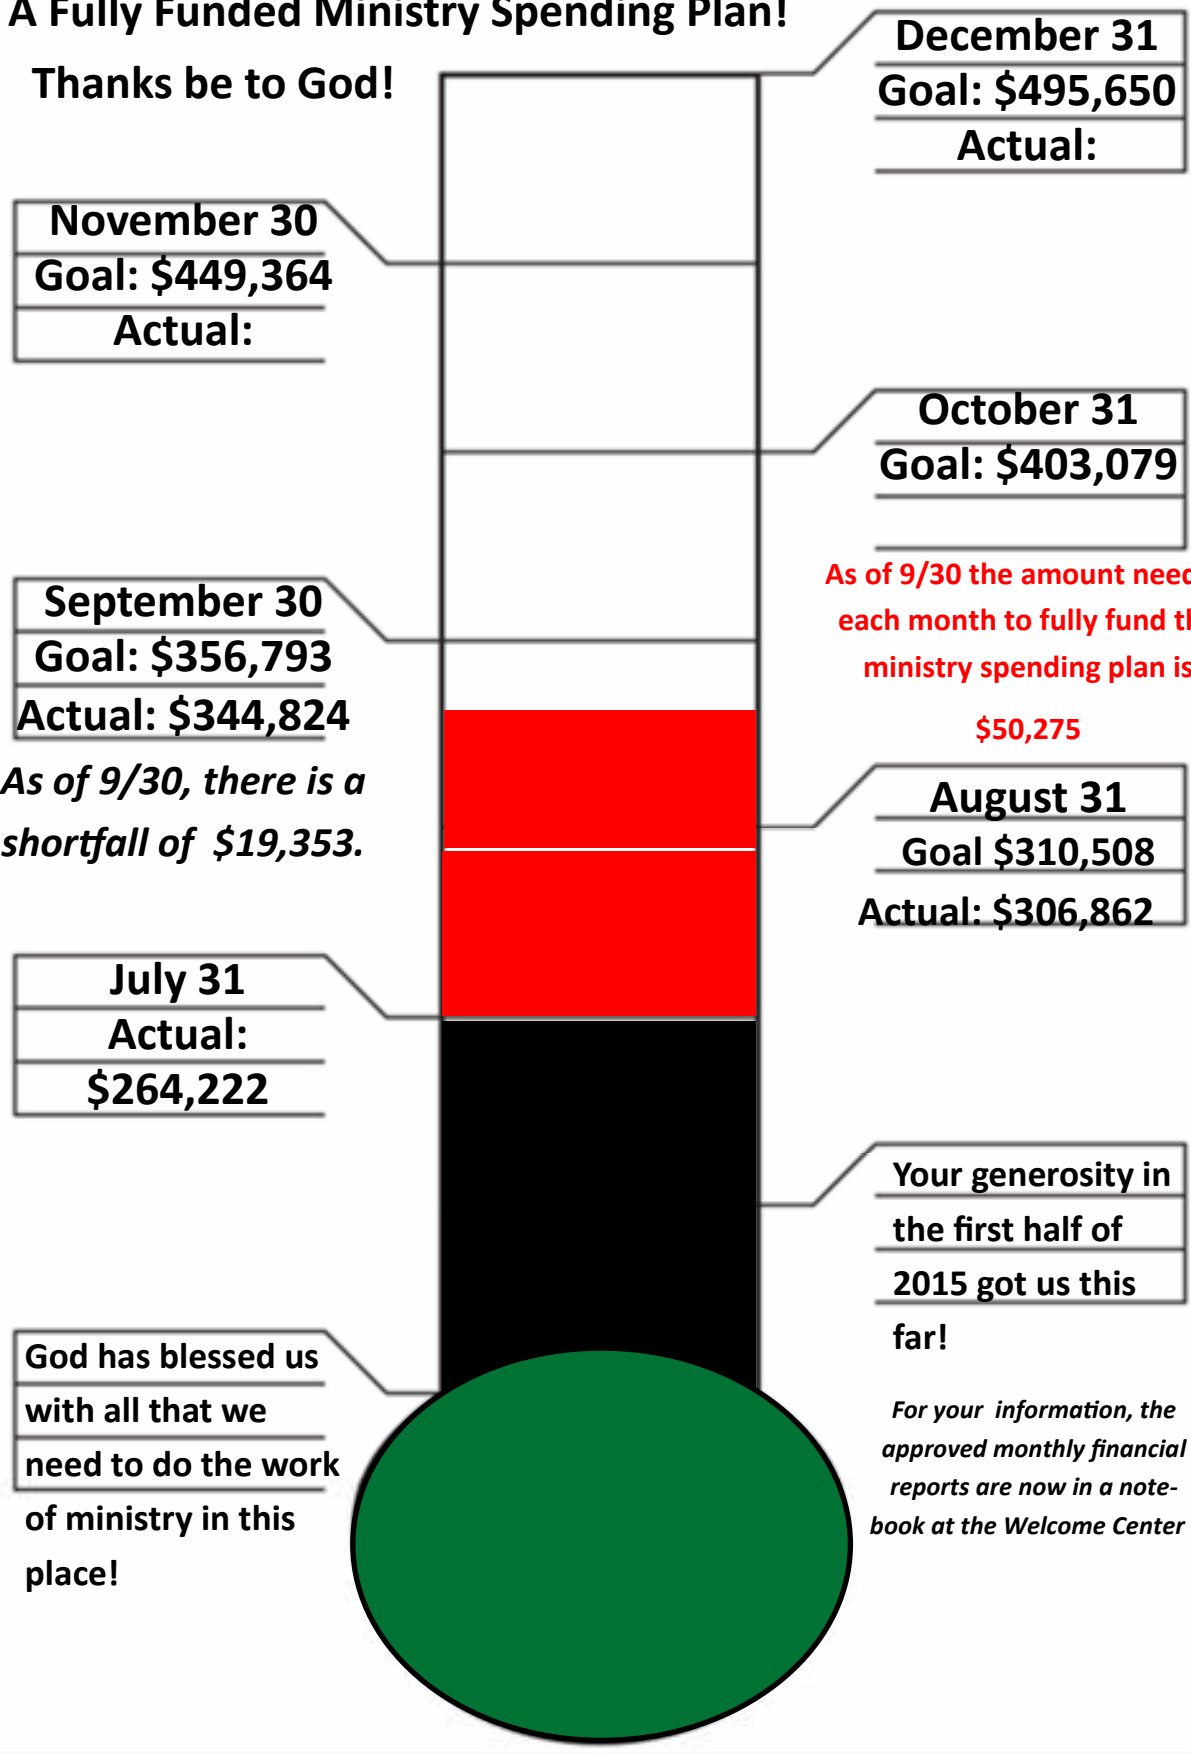 A Fully Funded Ministry Spending Plan!
Thanks be to God!
December 31
Goal: $495,650
Actual:
November 30
Goal: $449,364
Actual:
October 31
Goal: $403,079
As of 9/30 the amount
each month to fully fund
ministry spending plan is
$50,275
September 30
Goal: $356,793
Actual: $344,824
As of 9/30, there is a
shortfall of $19,353.
August 31
Goal $310,508
Actual: $306,862
July 31
Actual:
$264,222
Your generosity in
the first half of
2015 got us this
far!
God has blessed us
with all that we
need to do the work
of ministry in this
place!
For your information, the
approved monthly financial
reports are now in a note-
book at the Welcome Center